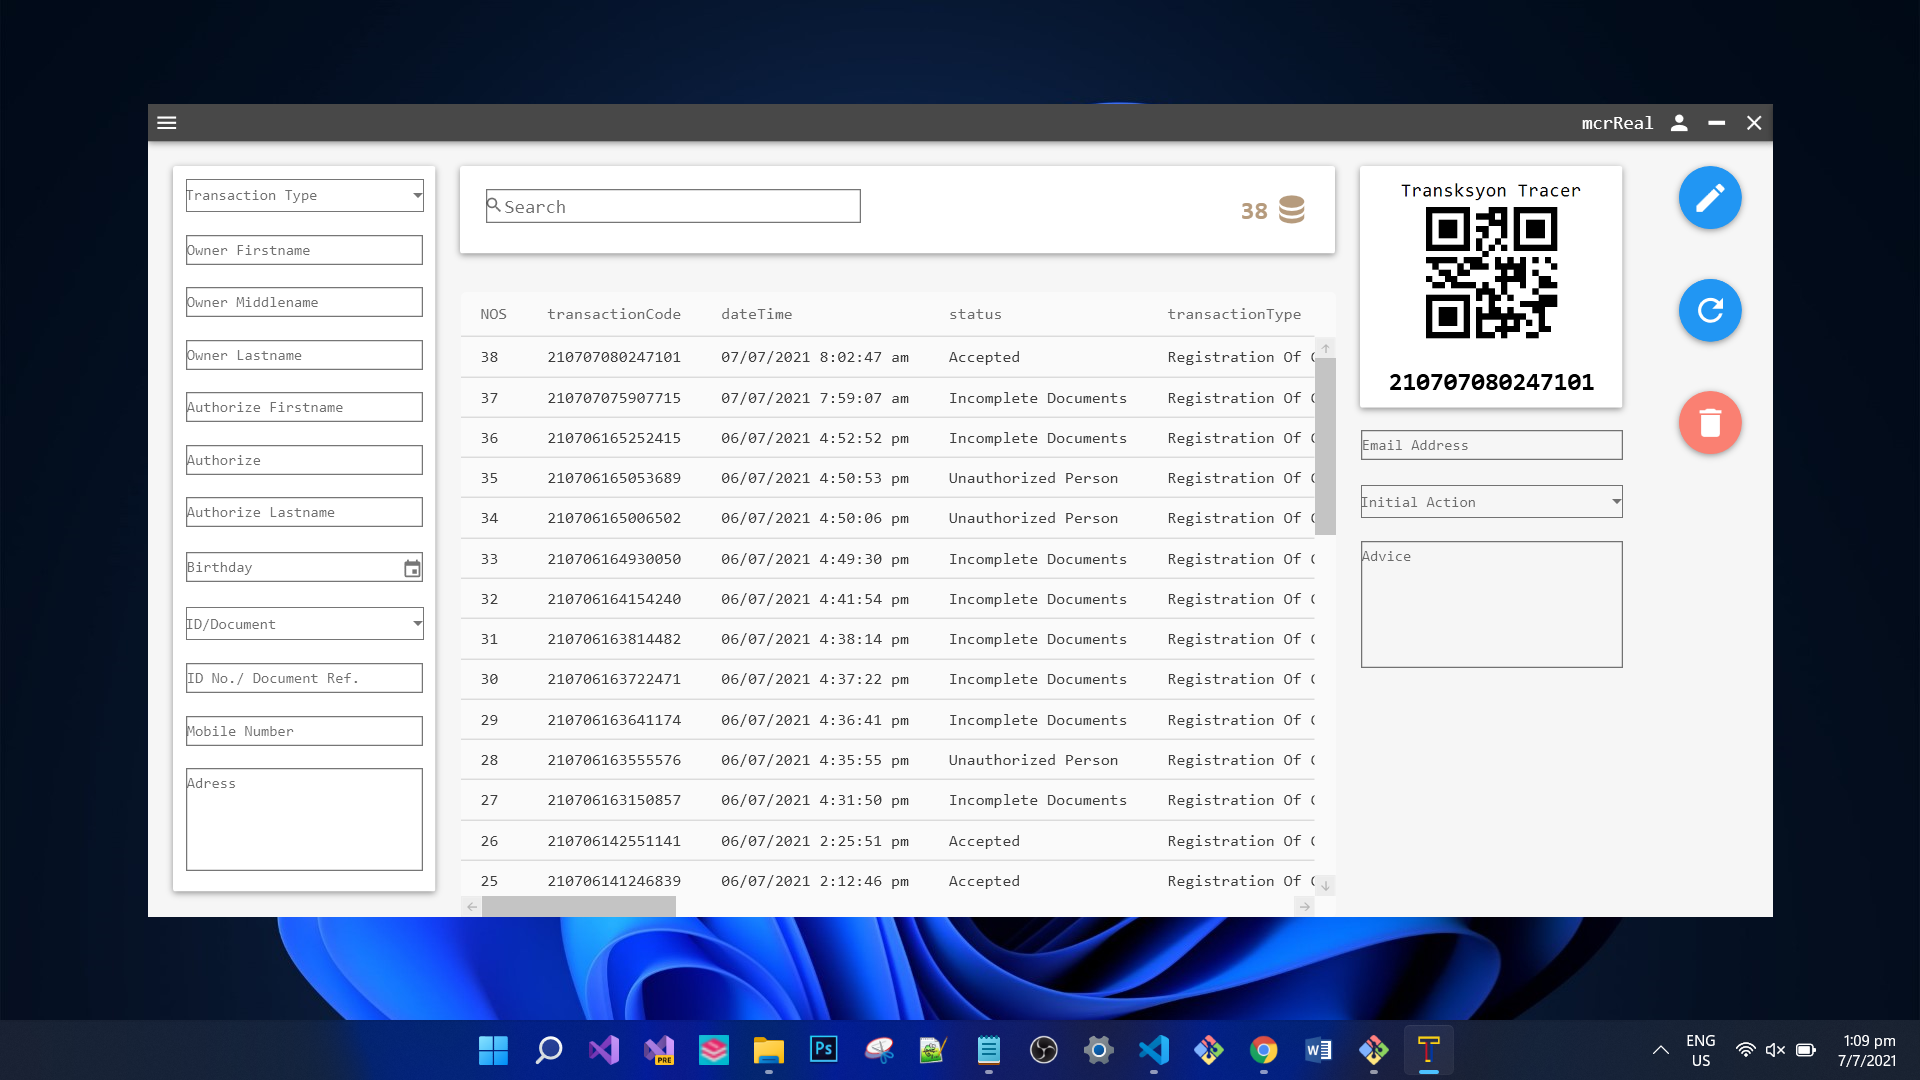 mcrReal
Transaction Type
Owner Firstname
Owner Middlename
Owner Lastname
Authorize Firstname
Authorize
Authorize Lastname
Birthday
ID/Document
ID No./ Document Ref.
Mobile Number
Adress
Search
38
NOS transactionCode dateTime status transactionType
38 210707080247101 07/07/2021 8:02:47 am Accepted Registration Of
37 210707075907715 07/07/2021 7:59:07 am Incomplete Documents Registration Of
36 210706165252415 06/07/2021 4:52:52 pm Incomplete Documents Registration Of
35 210706165053689 06/07/2021 4:50:53 pm Unauthorized Person Registration Of
34 210706165006502 06/07/2021 4:50:06 pm Unauthorized Person Registration Of
33 210706164930050 06/07/2021 4:49:30 pm Incomplete Documents Registration Of
32 210706164154240 06/07/2021 4:41:54 pm Incomplete Documents Registration Of
31 210706163814482 06/07/2021 4:38:14 pm Incomplete Documents Registration Of
30 210706163722471 06/07/2021 4:37:22 pm Incomplete Documents Registration Of
29 210706163641174 06/07/2021 4:36:41 pm Incomplete Documents Registration Of
28 210706163555576 06/07/2021 4:35:55 pm Unauthorized Person Registration Of
27 210706163150857 06/07/2021 4:31:50 pm Incomplete Documents Registration Of
26 210706142551141 06/07/2021 2:25:51 pm Accepted Registration Of
25 210706141246839 06/07/2021 2:12:46 pm Accepted Registration Of
Transksyon Tracer
210707080247101
Email Address
Initial Action
Advice
PRE
Ps
W
T
ENG
US
1:09 pm
7/7/2021